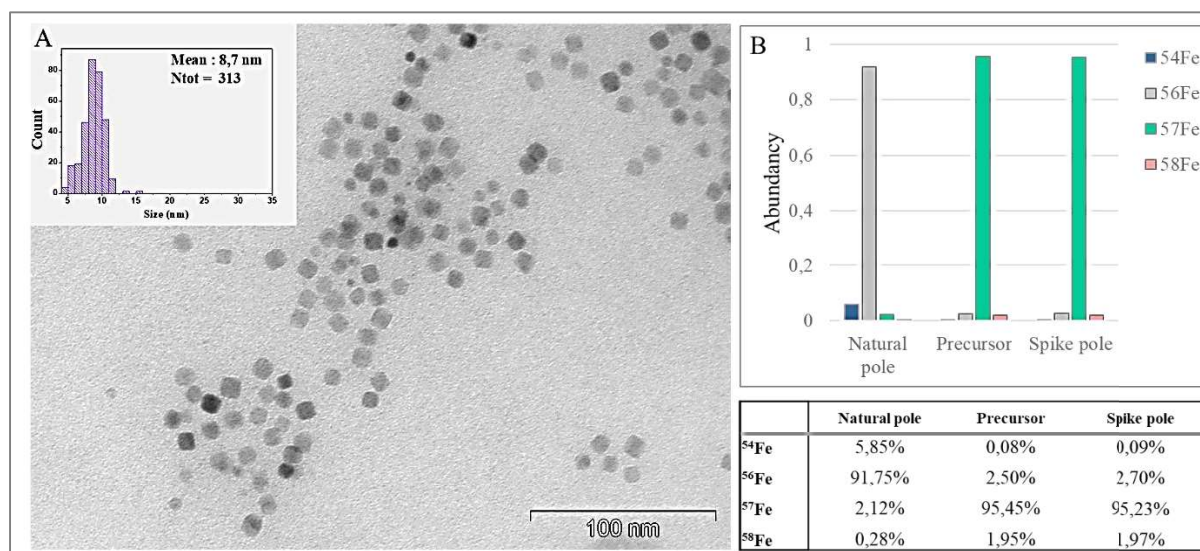 A
Mean : 8,7 nm
Ntot = 313
Count
80
60
40
20
0
5 10 15 20 25 30 35
Size (nm)
100 nm
B
Abundancy
1
0,8
0,6
0,4
0,2
0
Natural pole
Precursor
Spike pole
54Fe
56Fe
57Fe
58Fe
Natural pole Precursor Spike pole
⁵⁴Fe 5,85% 0,08% 0,09%
⁵⁶Fe 91,75% 2,50% 2,70%
⁵⁷Fe 2,12% 95,45% 95,23%
⁵⁸Fe 0,28% 1,95% 1,97%